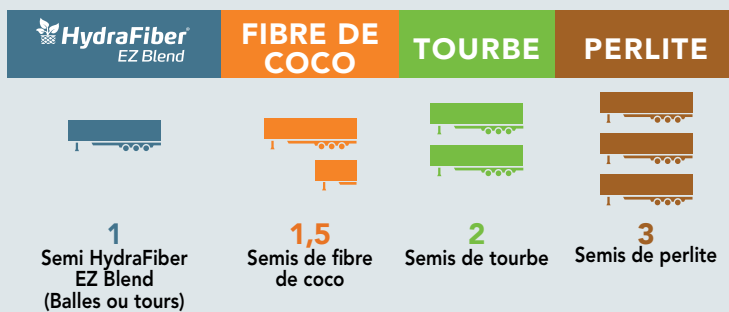 HydraFiber®
EZ Blend
FIBRE DE
COCO
TOURBE
PERLITE
1
Semi HydraFiber
EZ Blend
(Balles ou tours)
1,5
Semis de fibre
de coco
2
Semis de tourbe
3
Semis de perlite